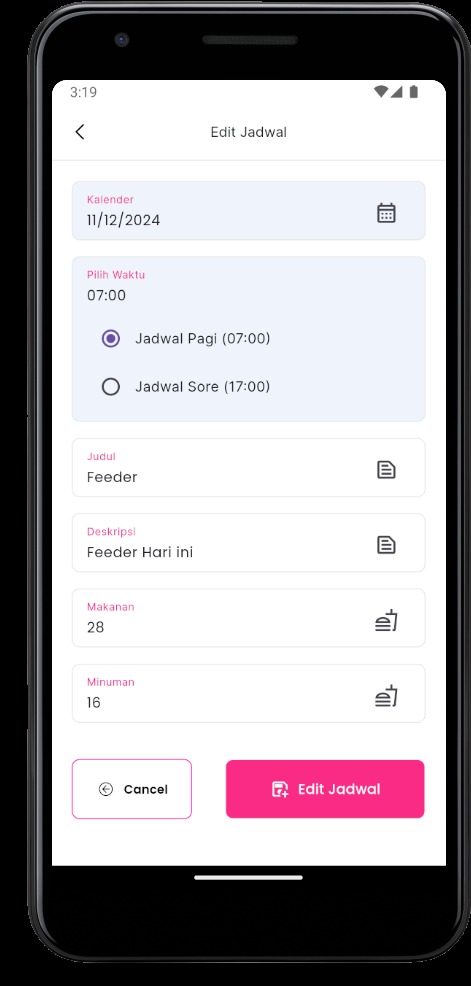 3:19
Edit Jadwal
Kalender
11/12/2024
Pilih Waktu
07:00
Jadwal Pagi (07:00)
Jadwal Sore (17:00)
Judul
Feeder
Deskripsi
Feeder Hari ini
Makanan
28
Minuman
16
Cancel
Edit Jadwal